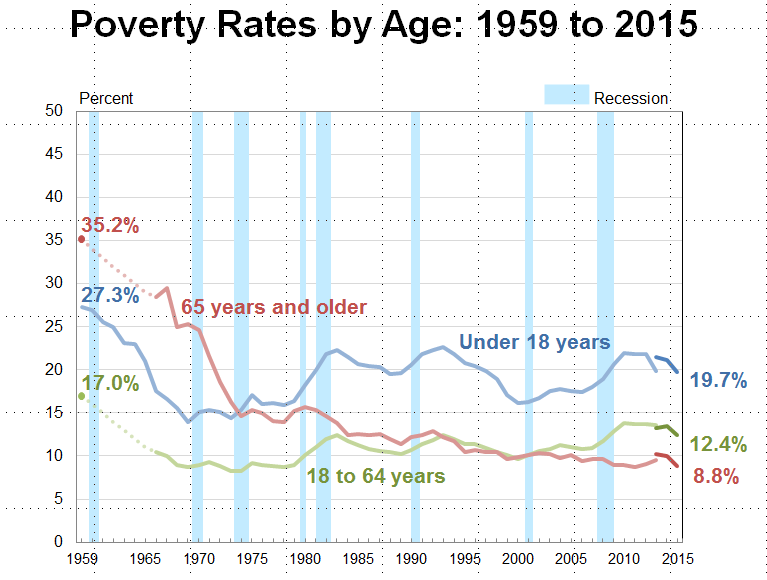 Poverty Rates by Age: 1959 to 2015
Percent
Recession
50
45
40
35.2%
35
30
27.3%
65 years and older
25
Under 18 years
20
19.7%
17.0%
15
12.4%
10
18 to 64 years
8.8%
5
0
1959 1965 1970 1975 1980 1985 1990 1995 2000 2005 2010 2015